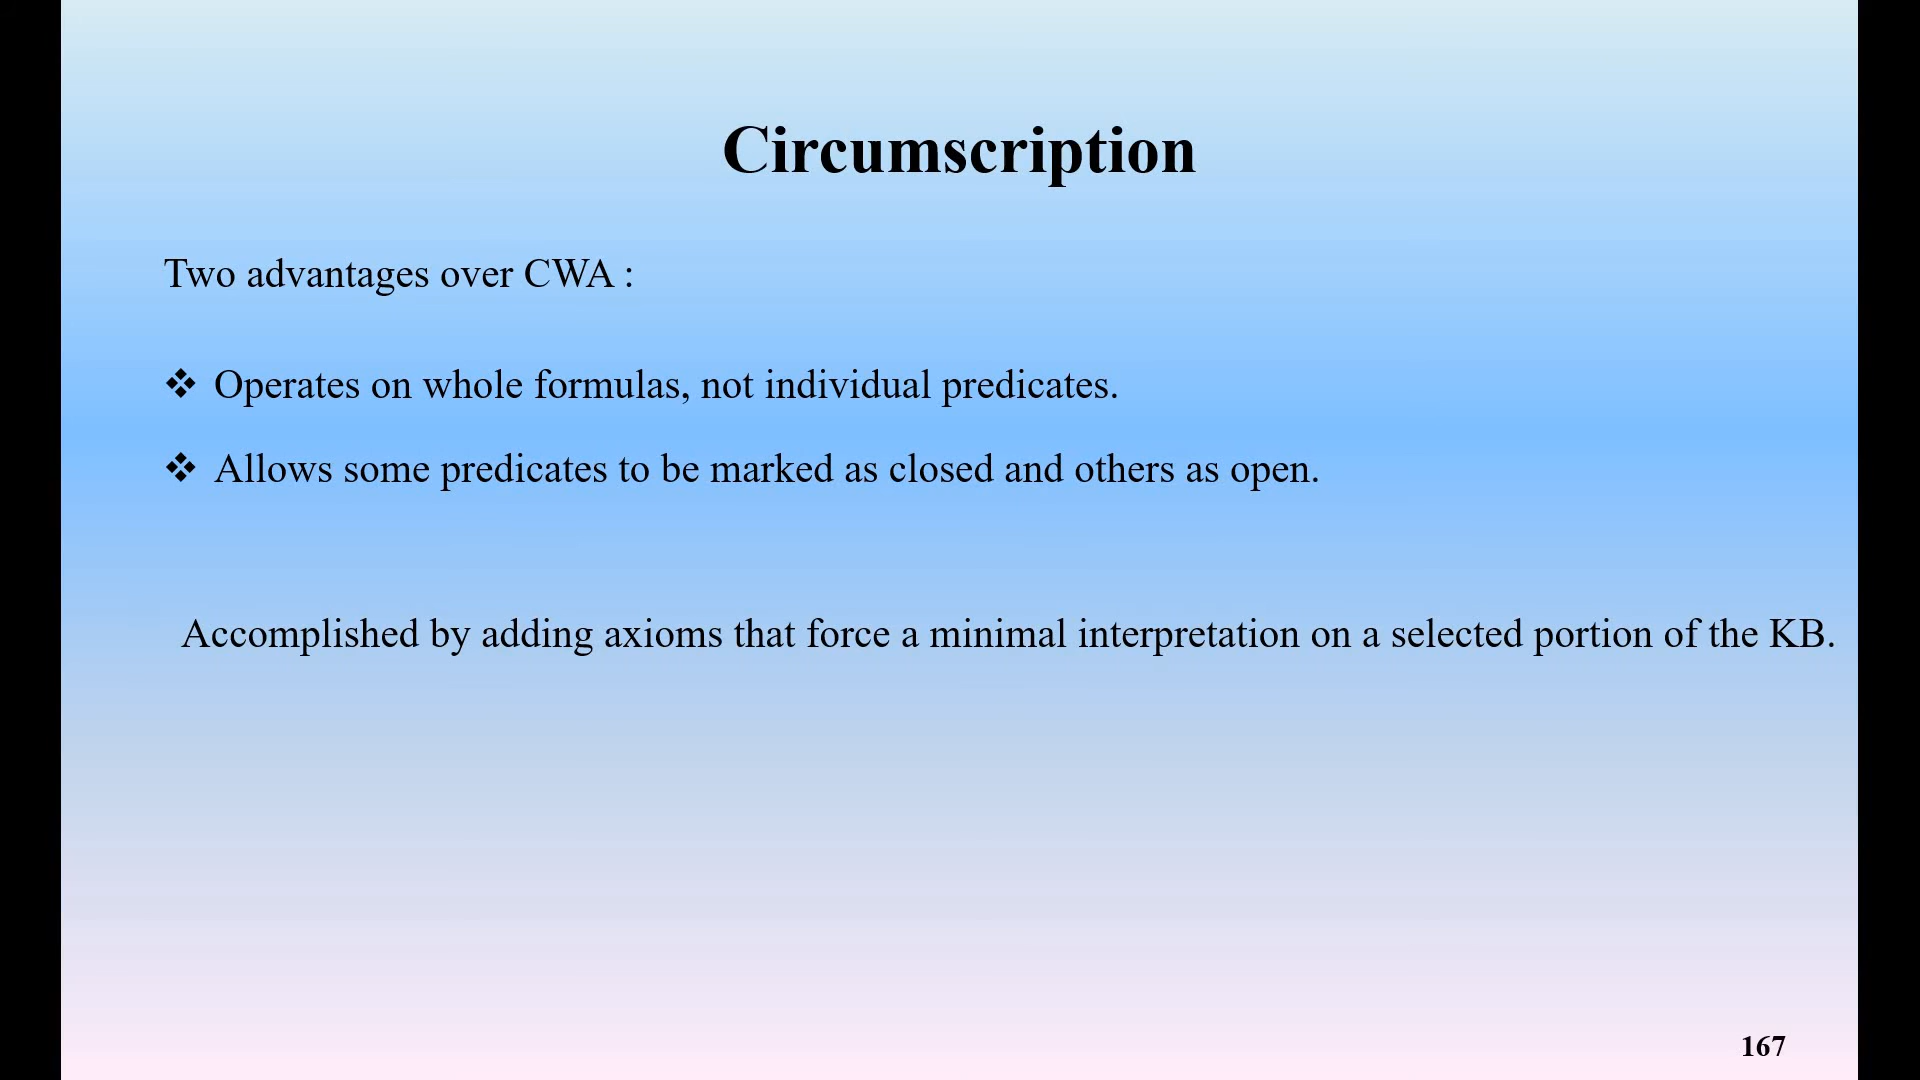 Circumscription
Two advantages over CWA :
❖ Operates on whole formulas, not individual predicates.
❖ Allows some predicates to be marked as closed and others as open.
Accomplished by adding axioms that force a minimal interpretation on a selected portion of the KB.
167